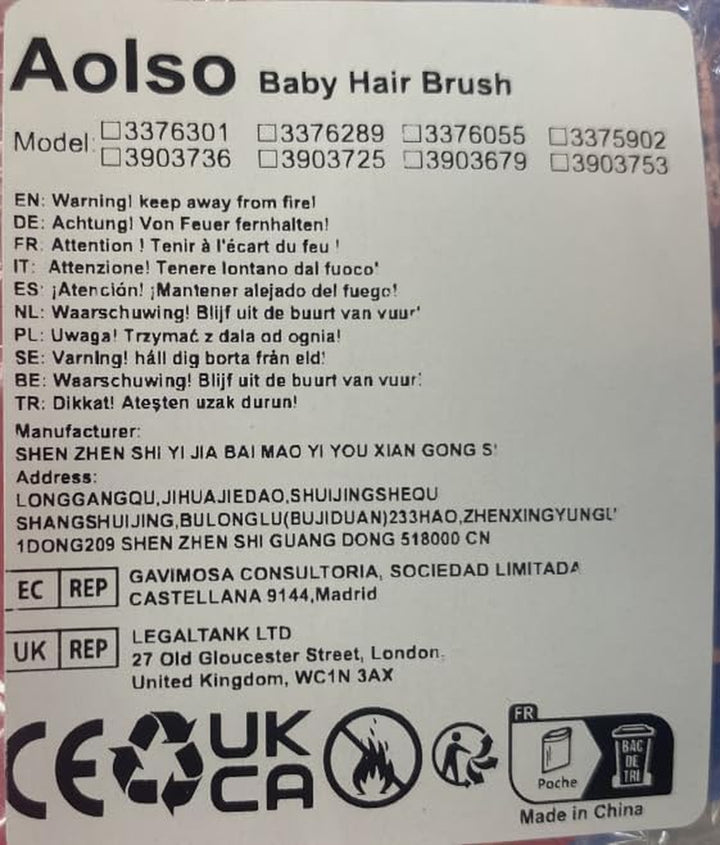 Aolso Baby Hair Brush
Model: □3376301 □3376289 □3376055 □3375902
□3903736 □3903725 □3903679 □3903753
EN: Warning! keep away from fire!
DE: Achtung! Von Feuer fernhalten!
FR: Attention ! Tenir à l'écart du feu !
IT: Attenzione! Tenere lontano dal fuoco!
ES: ¡Atención! ¡Mantener alejado del fuego!
NL: Waarschuwing! Blijf uit de buurt van vuur!
PL: Uwaga! Trzymać z dala od ognia!
SE: Varning! håll dig borta från eld!
BE: Waarschuwing! Blijf uit de buurt van vuur!
TR: Dikkat! Ateşten uzak durun!
Manufacturer:
SHEN ZHEN SHI YI JIA BAI MAO YI YOU XIAN GONG S
Address:
LONGGANGQU,JIHUAJIEDAO,SHUIJINGSHEQU
SHANGSHUIJING,BULONGLU(BUJIDUAN)233HAO,ZHENXINGYUNGU
1DONG209 SHEN ZHEN SHI GUANG DONG 518000 CN
EC REP GAVIMOSA CONSULTORIA, SOCIEDAD LIMITADA
CASTELLANA 9144,Madrid
UK REP LEGALTANK LTD
27 Old Gloucester Street, London,
United Kingdom, WC1N 3AX
CE UK
CA
FR
Poche
BAC
DE
TRI
Made in China